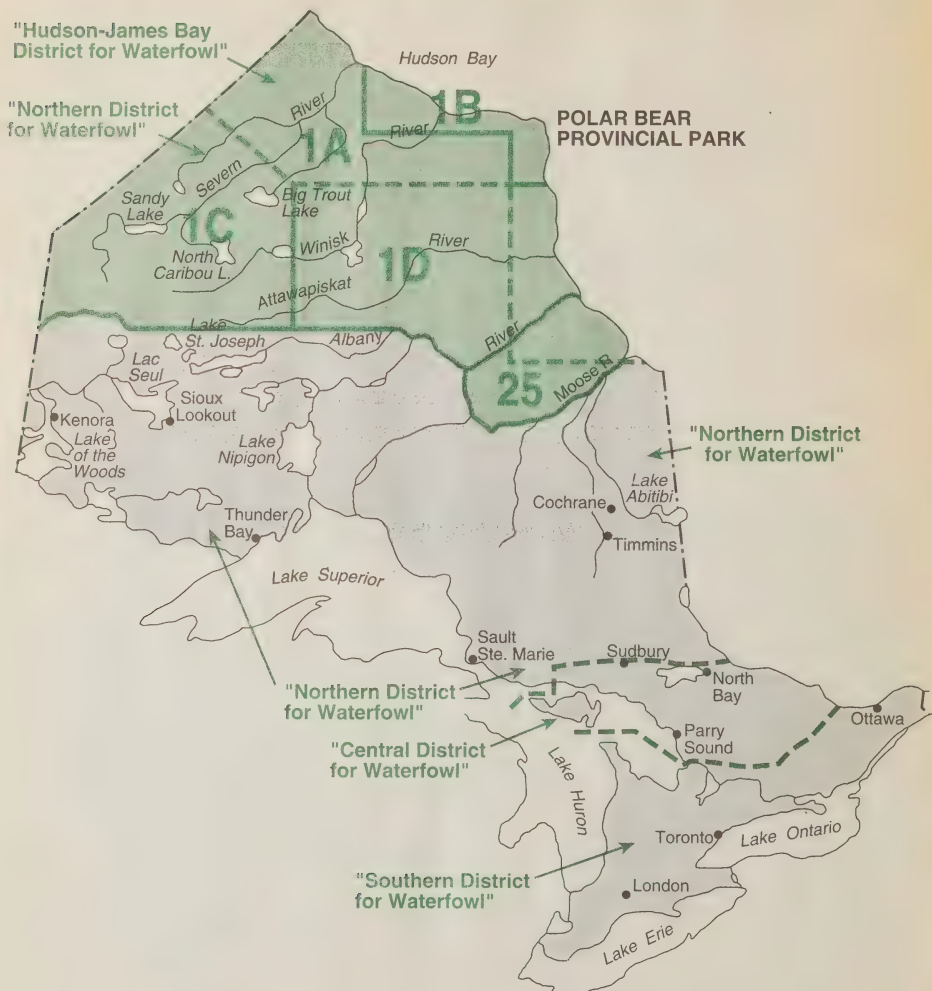 "Hudson-James Bay
District for Waterfowl"
Hudson Bay
"Northern District
for Waterfowl"
River
1B
POLAR BEAR
PROVINCIAL PARK
1A
River
Severn
Sandy
Lake
Big Trout
Lake
1C
North
Caribou L.
Winisk
River
1D
Attawapiskat
Lake
St. Joseph
Albany
River
Lac
Seul
25
Moose R
Sioux
Lookout
Kenora
Lake
of the
Woods
Lake
Nipigon
"Northern District
for Waterfowl"
Lake
Abitibi
Cochrane
Thunder
Bay
Timmins
Lake Superior
Sault
Ste. Marie
Sudbury
North
Bay
"Northern District
for Waterfowl"
Ottawa
"Central District
for Waterfowl"
Parry
Sound
Lake Huron
Toronto
Lake Ontario
"Southern District
for Waterfowl"
London
Lake Erie